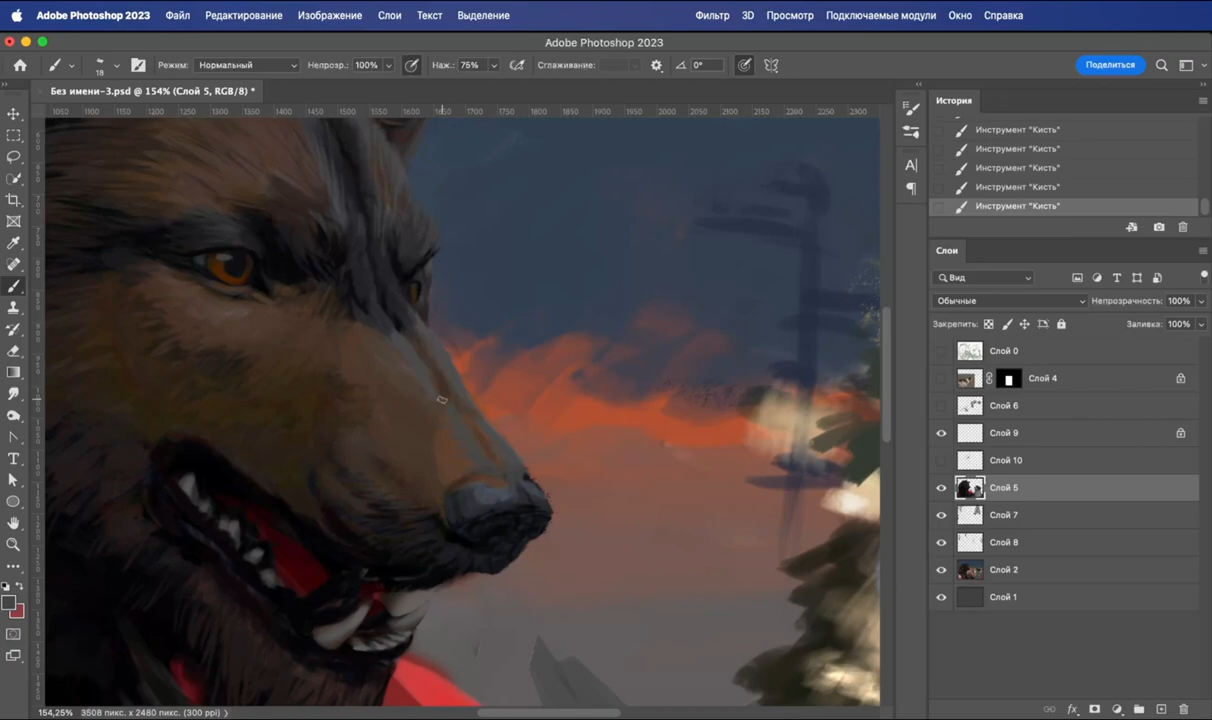 Adobe Photoshop 2023 Файл Редактирование Изображение Слои Текст Выделение Фильтр 3D Просмотр Подключаемые модули Окно Справка
Adobe Photoshop 2023
18 Режим: Нормальный Непрозр.: 100% Наж.: 75% Сглаживание: 0° Поделиться
Без имени-3.psd @ 154% (Слой 5, RGB/8) *
1050 1100 1150 1200 1250 1300 1350 1400 1450 1500 1550 1600 1650 1700 1750 1800 1850 1900 1950 2000 2050 2100 2150 2200 2250 2300
История
Инструмент "Кисть"
Инструмент "Кисть"
Инструмент "Кисть"
Инструмент "Кисть"
Инструмент "Кисть"
Слои
Вид
Обычные Непрозрачность: 100%
Закрепить: Заливка: 100%
Слой 0
Слой 4
Слой 6
Слой 9
Слой 10
Слой 5
Слой 7
Слой 8
Слой 2
Слой 1
154,25% 3508 пикс. x 2480 пикс. (300 ppi)